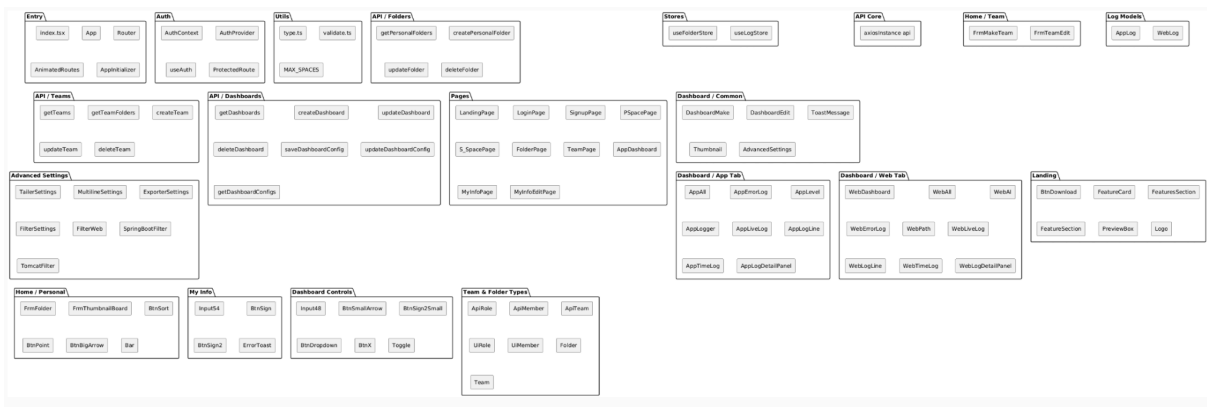 Entry
index.tsx App Router
AnimatedRoutes AppInitializer
Auth
AuthContext AuthProvider
useAuth ProtectedRoute
Utils
type.ts validate.ts
MAX_SPACES
API / Folders
getPersonalFolders createPersonalFolder
updateFolder deleteFolder
Stores
useFolderStore useLogStore
API Core
axiosInstance api
Home / Team
FrmMakeTeam FrmTeamEdit
Log Models
AppLog WebLog
API / Teams
getTeams getTeamFolders createTeam
updateTeam deleteTeam
API / Dashboards
getDashboards createDashboard updateDashboard
deleteDashboard saveDashboardConfig updateDashboardConfig
getDashboardConfigs
Pages
LandingPage LoginPage SignupPage PSpacePage
S_SpacePage FolderPage TeamPage AppDashboard
MyInfoPage MyInfoEditPage
Dashboard / Common
DashboardMake DashboardEdit ToastMessage
Thumbnail AdvancedSettings
Advanced Settings
TailerSettings MultilineSettings ExporterSettings
FilterSettings FilterWeb SpringBootFilter
TomcatFilter
Dashboard / App Tab
AppAll AppErrorLog AppLevel
AppLogger AppLiveLog AppLogLine
AppTimeLog AppLogDetailPanel
Dashboard / Web Tab
WebDashboard WebAll WebAI
WebErrorLog WebPath WebLiveLog
WebLogLine WebTimeLog WebLogDetailPanel
Landing
BtnDownload FeatureCard FeaturesSection
FeatureSection PreviewBox Logo
Home / Personal
FrmFolder FrmThumbnailBoard BtnSort
BtnPoint BtnBigArrow Bar
My Info
Input54 BtnSign
BtnSign2 ErrorToast
Dashboard Controls
Input48 BtnSmallArrow BtnSign2Small
BtnDropdown BtnX Toggle
Team & Folder Types
ApiRole ApiMember ApiTeam
UiRole UiMember Folder
Team